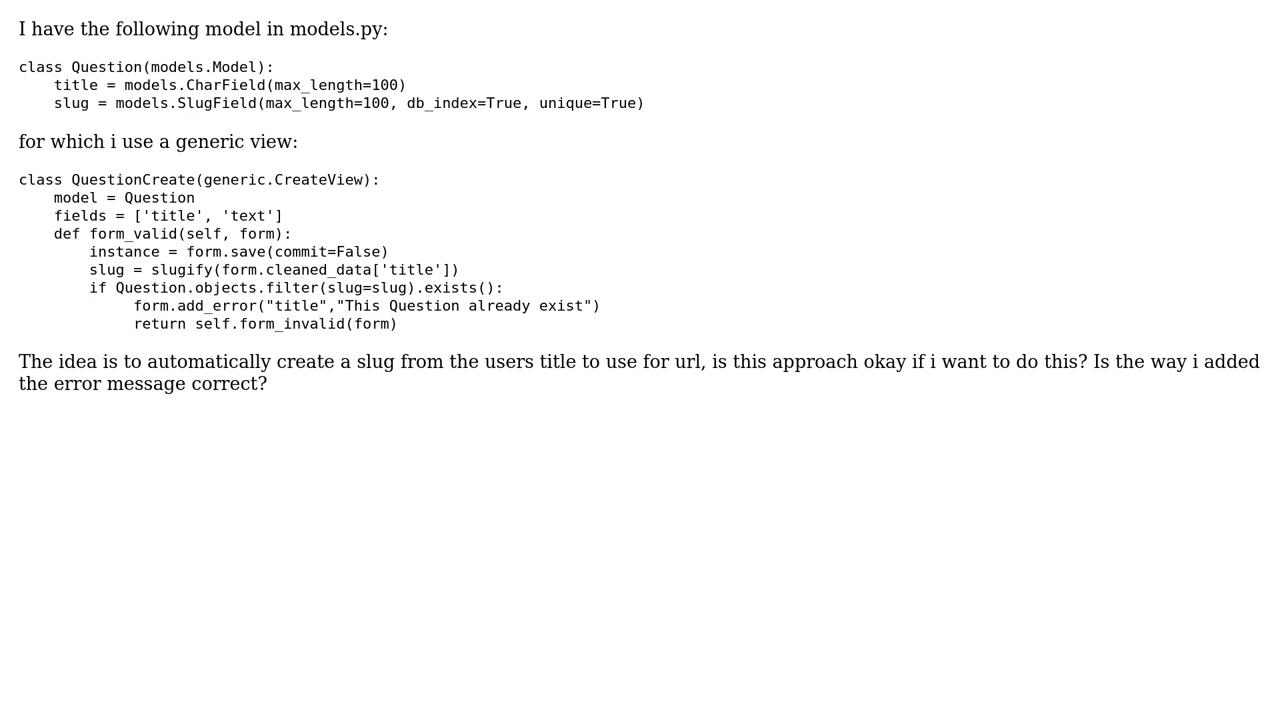 I have the following model in models.py:
class Question(models.Model):
    title = models.CharField(max_length=100)
    slug = models.SlugField(max_length=100, db_index=True, unique=True)
for which i use a generic view:
class QuestionCreate(generic.CreateView):
    model = Question
    fields = ['title', 'text']
    def form_valid(self, form):
        instance = form.save(commit=False)
        slug = slugify(form.cleaned_data['title'])
        if Question.objects.filter(slug=slug).exists():
             form.add_error("title","This Question already exist")
             return self.form_invalid(form)
The idea is to automatically create a slug from the users title to use for url, is this approach okay if i want to do this? Is the way i added
the error message correct?